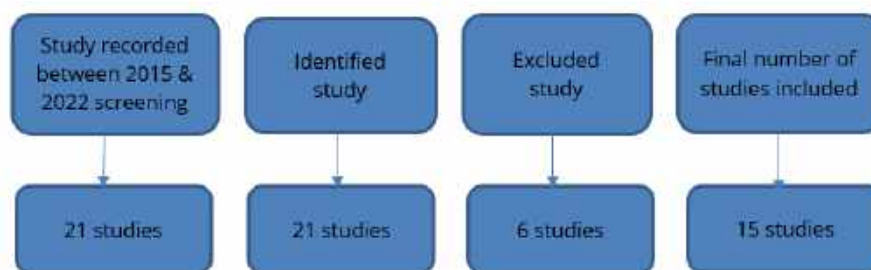 Study recorded
between 2015 &
2022 screening
Identified
study
Excluded
study
Final number of
studies included
21 studies
21 studies
6 studies
15 studies